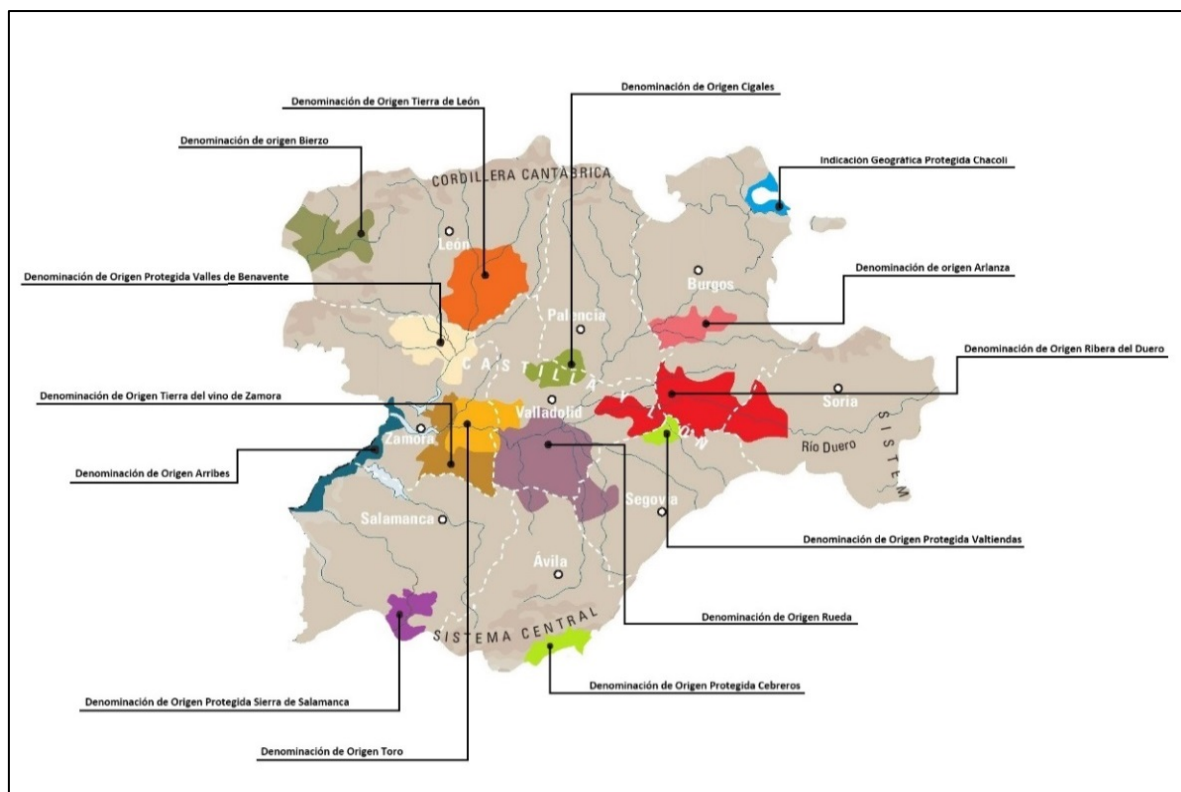 Denominación de Origen Cigales
Denominación de Origen Tierra de León
Denominación de origen Bierzo
Indicación Geográfica Protegida Chacoli
CORDILLERA CANTÁBRICA
León
Denominación de Origen Protegida Valles de Benavente
Denominación de origen Arlanza
Burgos
Palencia
CASTILLA Y LEÓN
Denominación de Origen Ribera del Duero
Denominación de Origen Tierra del vino de Zamora
Valladolid
Soria
Zamora
Río Duero
SISTEM
Denominación de Origen Arribes
Segovia
Salamanca
Denominación de Origen Protegida Valtiendas
Ávila
Denominación de Origen Rueda
SISTEMA CENTRAL
Denominación de Origen Protegida Cebreros
Denominación de Origen Protegida Sierra de Salamanca
Denominación de Origen Toro